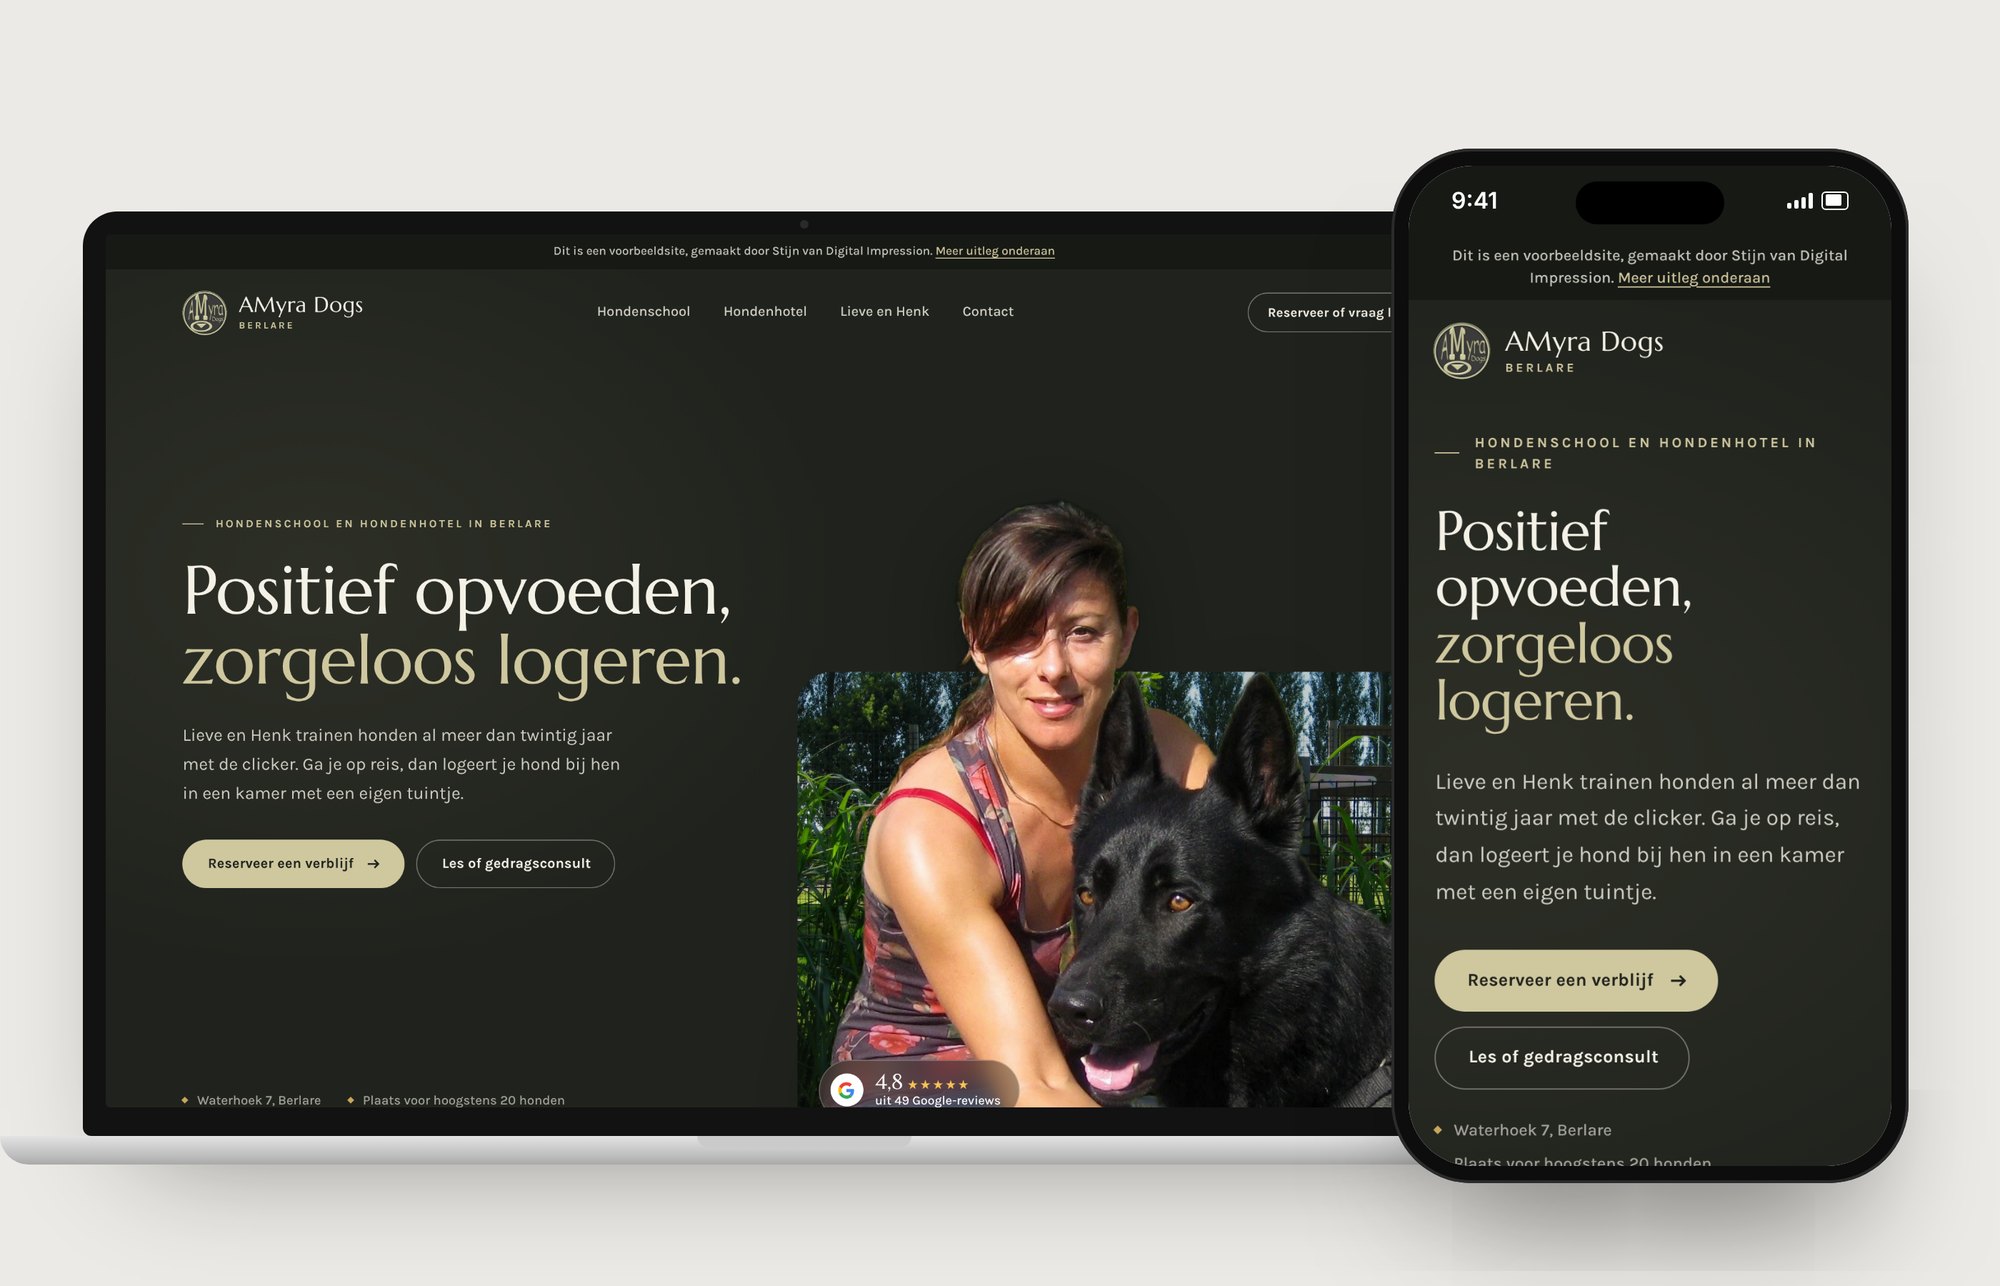 Dit is een voorbeeldsite, gemaakt door Stijn van Digital Impression. Meer uitleg onderaan
AMyra Dogs
BERLARE
Hondenschool
Hondenhotel
Lieve en Henk
Contact
Reserveer of vraag
HONDENSCHOOL EN HONDENHOTEL IN BERLARE
Positief opvoeden,
zorgeloos logeren.
Lieve en Henk trainen honden al meer dan twintig jaar
met de clicker. Ga je op reis, dan logeert je hond bij hen
in een kamer met een eigen tuintje.
Reserveer een verblijf →
Les of gedragsconsult
Waterhoek 7, Berlare
Plaats voor hoogstens 20 honden
4,8 ★★★★★
uit 49 Google-reviews
9:41
Dit is een voorbeeldsite, gemaakt door Stijn van Digital
Impression. Meer uitleg onderaan
AMyra Dogs
BERLARE
HONDENSCHOOL EN HONDENHOTEL IN
BERLARE
Positief
opvoeden,
zorgeloos
logeren.
Lieve en Henk trainen honden al meer dan
twintig jaar met de clicker. Ga je op reis,
dan logeert je hond bij hen in een kamer
met een eigen tuintje.
Reserveer een verblijf →
Les of gedragsconsult
Waterhoek 7, Berlare
Plaats voor hoogstens 20 honden